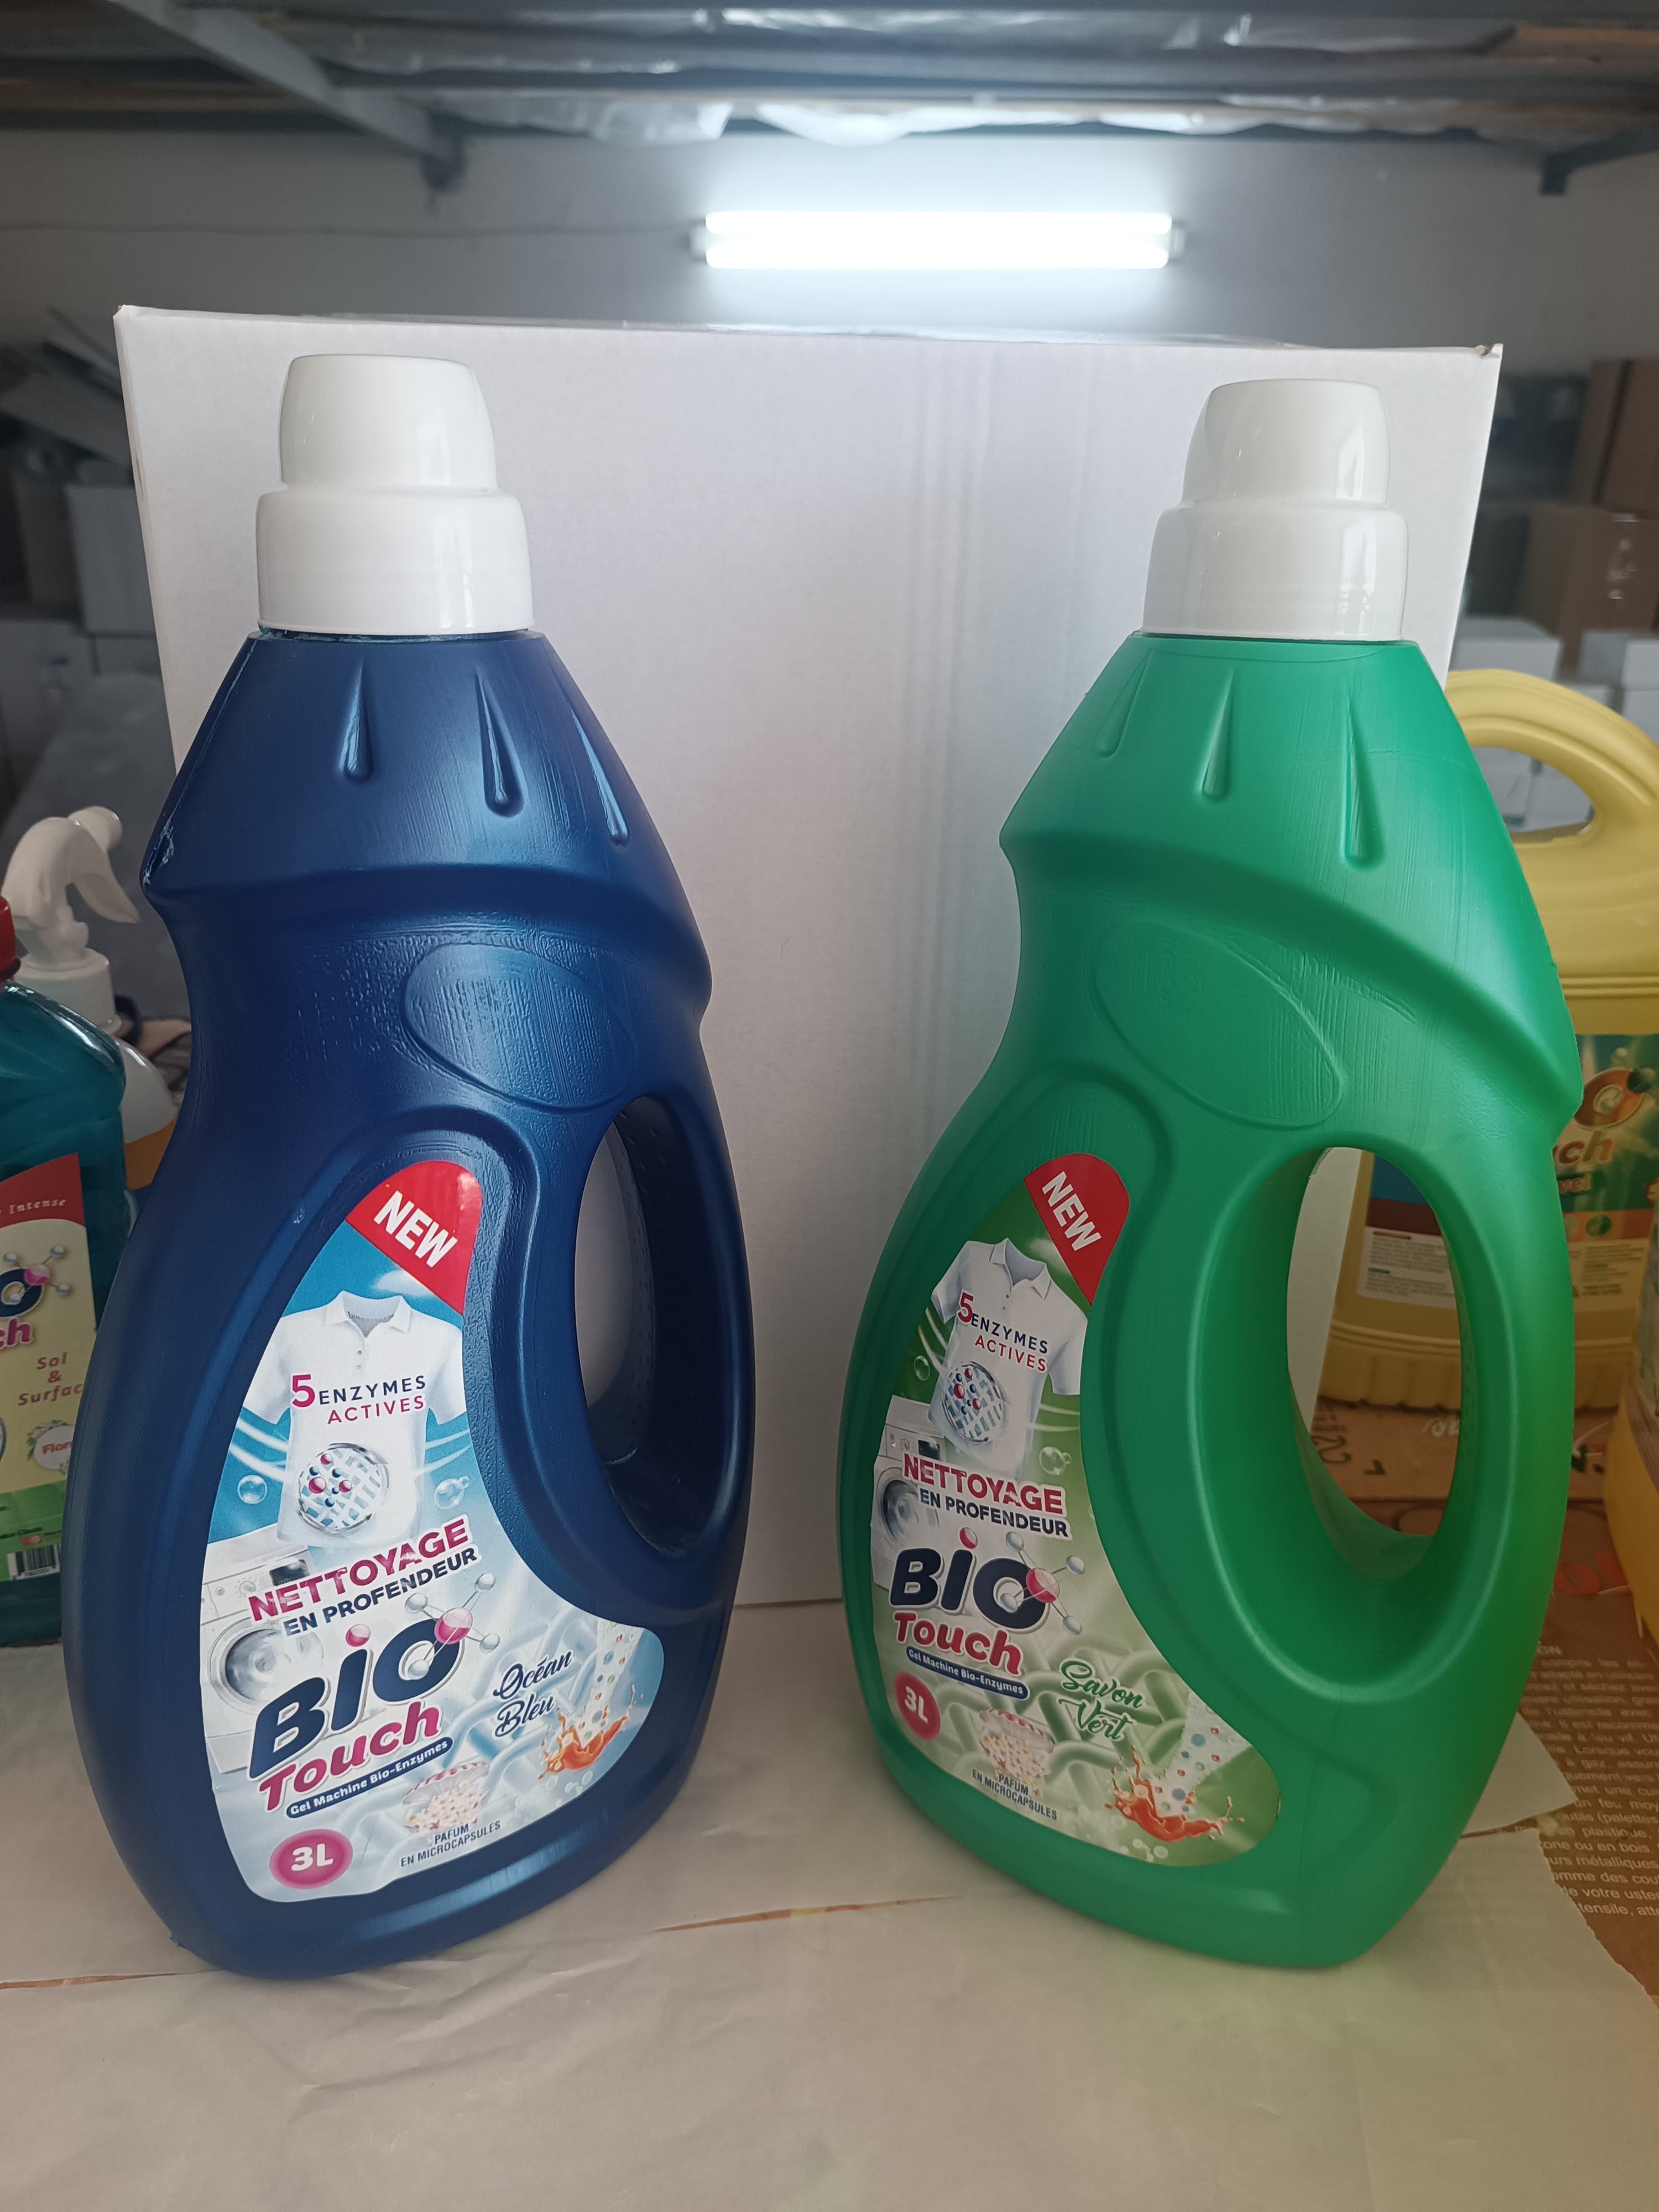 NEW
5 ENZYMES
ACTIVES
NETTOYAGE
EN PROFENDEUR
BiO
Touch
Gel Machine Bio-Enzymes
Océan
Bleu
3L
PAFUM
EN MICROCAPSULES
NEW
5 ENZYMES
ACTIVES
NETTOYAGE
EN PROFENDEUR
BiO
Touch
Gel Machine Bio-Enzymes
Savon
Vert
3L
PAFUM
EN MICROCAPSULES
Intense
Sol
&
Surfac